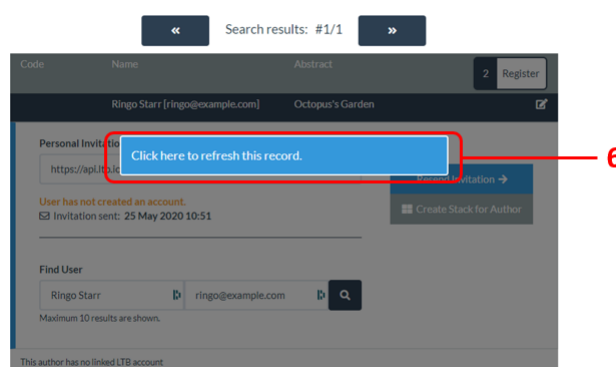 « Search results: #1/1 »
Code Name Abstract
2 Register
Ringo Starr [ringo@example.com] Octopus's Garden
Personal Invitatio
Click here to refresh this record.
https://api.ltb.io
Resend Invitation →
User has not created an account.
Invitation sent: 25 May 2020 10:51
Create Stack for Author
Find User
Ringo Starr ringo@example.com
Maximum 10 results are shown.
This author has no linked LTB account
6